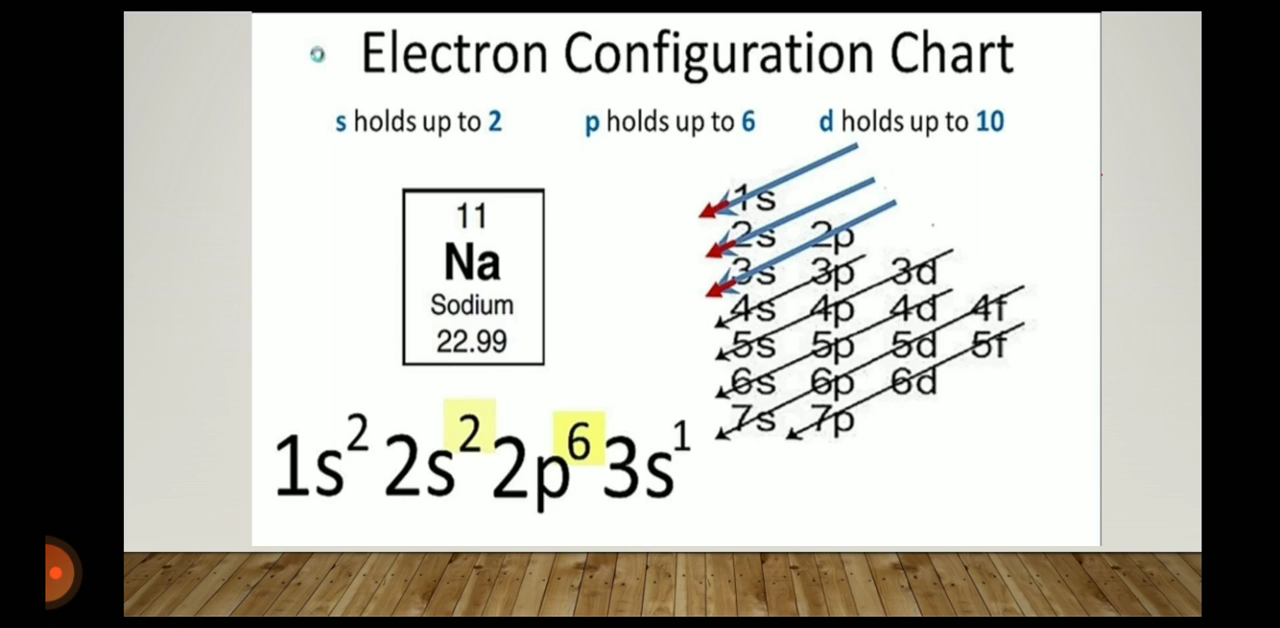 Electron Configuration Chart
s holds up to 2 p holds up to 6 d holds up to 10
11
Na
Sodium
22.99
1s
2s 2p
3s 3p 3d
4s 4p 4d 4f
5s 5p 5d 5f
6s 6p 6d
7s 7p
1s² 2s² 2p⁶ 3s¹